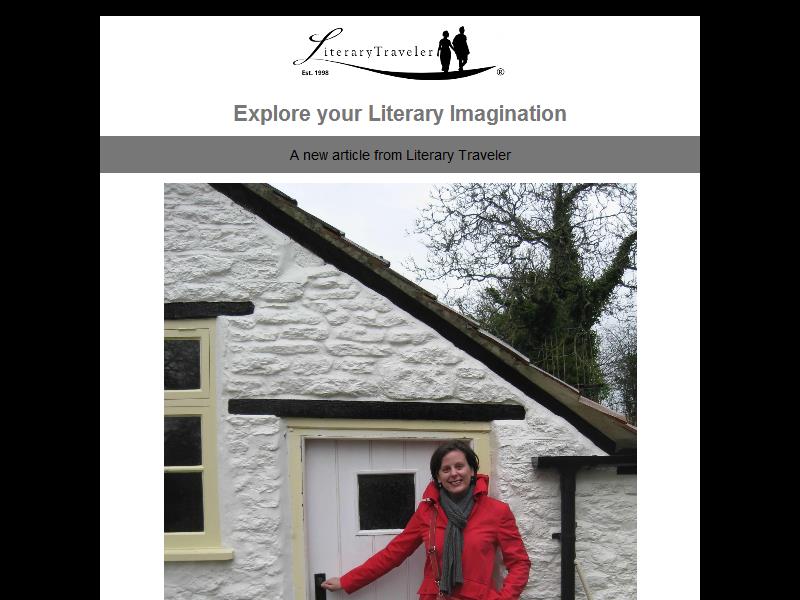 LiteraryTraveler
Est. 1998
®
Explore your Literary Imagination
A new article from Literary Traveler